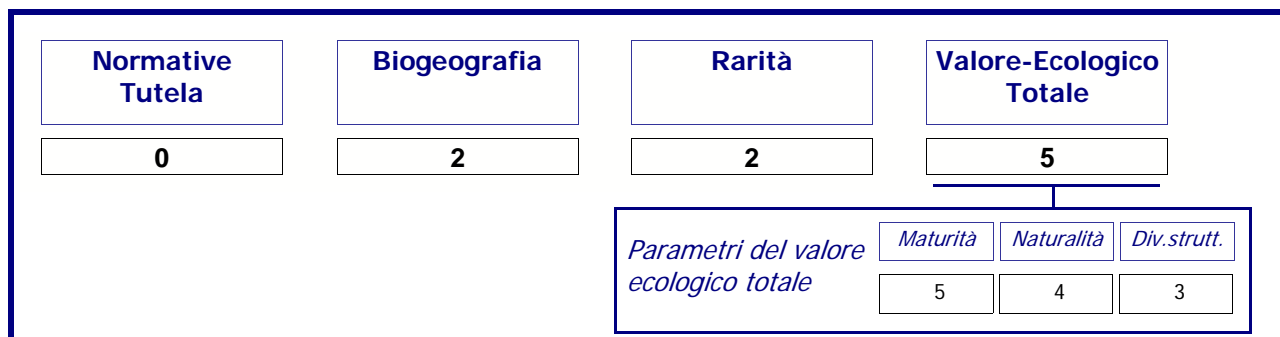 Normative Tutela
Biogeografia
Rarità
Valore-Ecologico Totale
0
2
2
5
Parametri del valore ecologico totale
Maturità
Naturalità
Div.strutt.
5
4
3